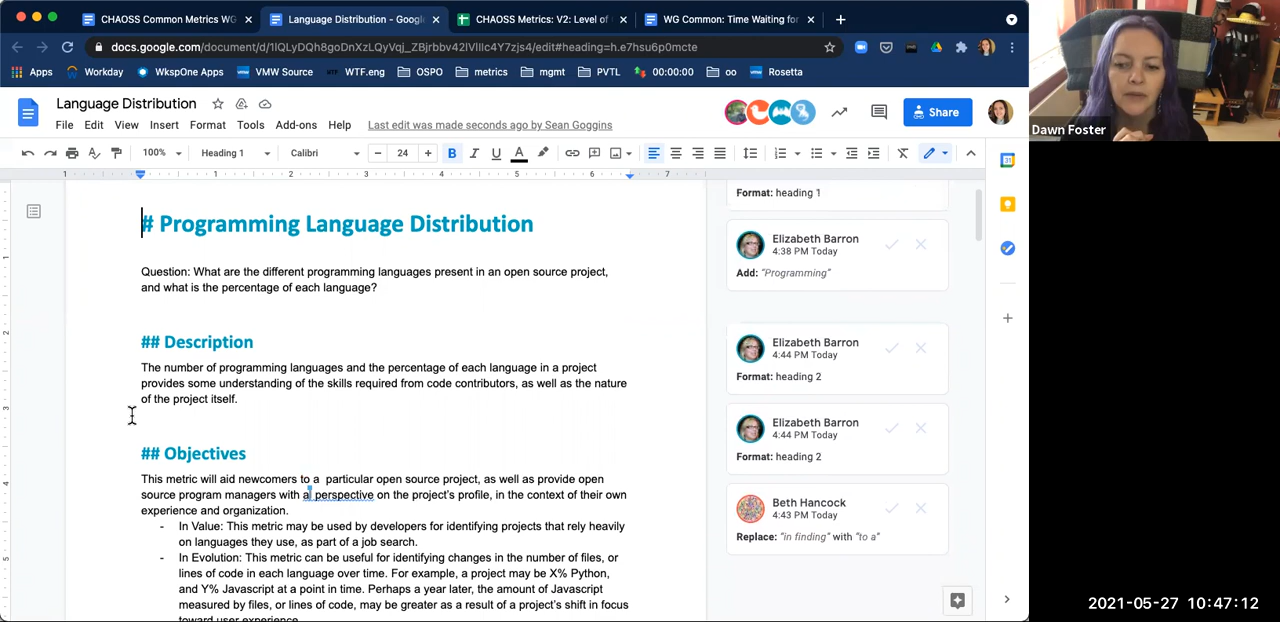 CHAOSS Common Metrics WG
Language Distribution - Google
CHAOSS Metrics: V2: Level of
WG Common: Time Waiting for
docs.google.com/document/d/1lQLyDQh8goDnXzLQyVqj_ZBjrbbv42IVlIIc4Y7zjs4/edit#heading=h.e7hsu6p0mcte
Apps
Workday
WkspOne Apps
VMW Source
WTF.eng
OSPO
metrics
mgmt
PVTL
00:00:00
oo
Rosetta
Language Distribution
File Edit View Insert Format Tools Add-ons Help
Last edit was made seconds ago by Sean Goggins
Share
100%
Heading 1
Calibri
24
B I U A
1 1 2 3 4 5 6 7
# Programming Language Distribution
Question: What are the different programming languages present in an open source project,
and what is the percentage of each language?
## Description
The number of programming languages and the percentage of each language in a project
provides some understanding of the skills required from code contributors, as well as the nature
of the project itself.
## Objectives
This metric will aid newcomers to a particular open source project, as well as provide open
source program managers with a perspective on the project's profile, in the context of their own
experience and organization.
- In Value: This metric may be used by developers for identifying projects that rely heavily
on languages they use, as part of a job search.
- In Evolution: This metric can be useful for identifying changes in the number of files, or
lines of code in each language over time. For example, a project may be X% Python,
and Y% Javascript at a point in time. Perhaps a year later, the amount of Javascript
measured by files, or lines of code, may be greater as a result of a project's shift in focus
toward user experience.
Format: heading 1
Elizabeth Barron
4:38 PM Today
Add: "Programming"
Elizabeth Barron
4:44 PM Today
Format: heading 2
Elizabeth Barron
4:44 PM Today
Format: heading 2
Beth Hancock
4:43 PM Today
Replace: "in finding" with "to a"
Dawn Foster
2021-05-27 10:47:12